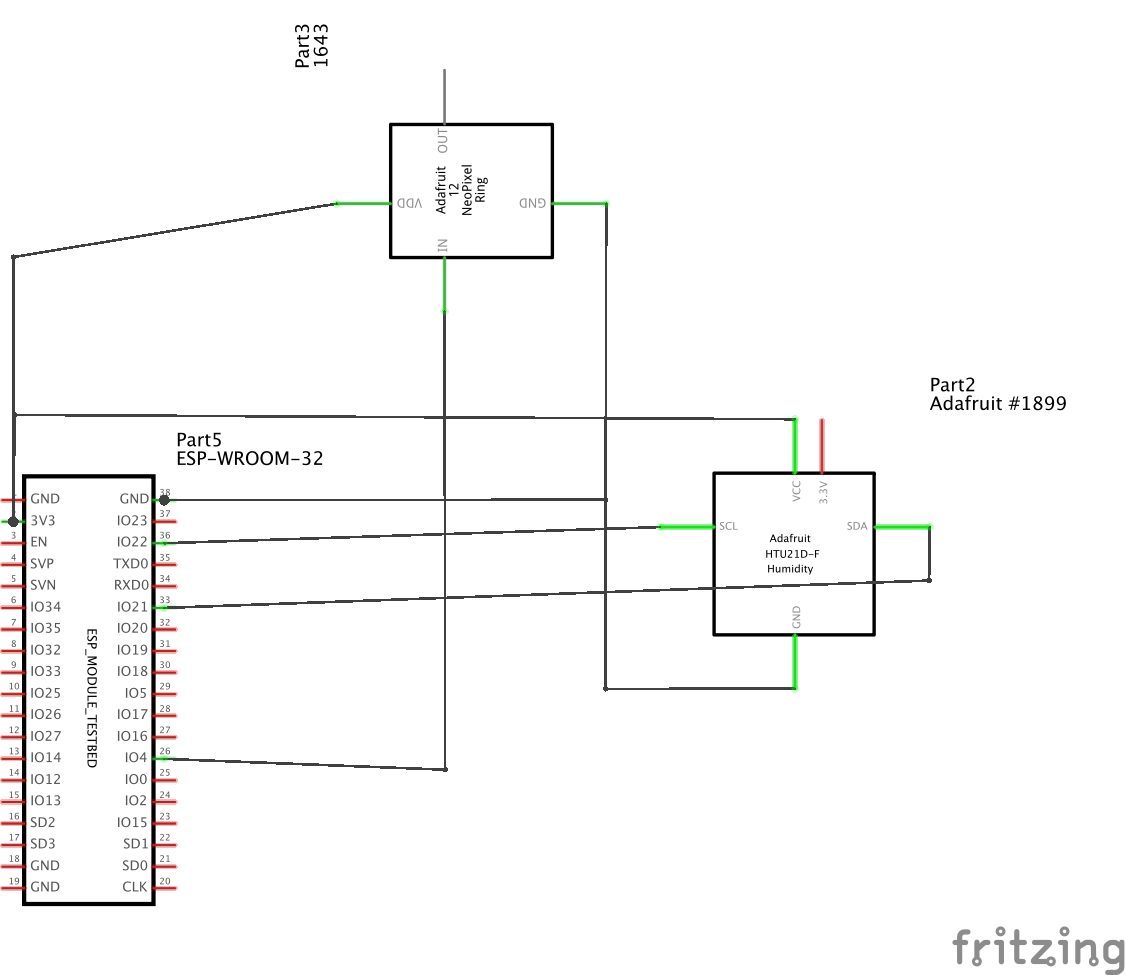 Part3
1643
OUT
Adafruit
12
NeoPixel
Ring
VDD
GND
IN
Part2
Adafruit #1899
Part5
ESP-WROOM-32
VCC
3.3V
SCL
SDA
Adafruit
HTU21D-F
Humidity
GND
ESP_MODULE_TESTBED
GND GND 38
3V3 IO23 37
3 EN IO22 36
4 SVP TXD0 35
5 SVN RXD0 34
6 IO34 IO21 33
7 IO35 IO20 32
8 IO32 IO19 31
9 IO33 IO18 30
10 IO25 IO5 29
11 IO26 IO17 28
12 IO27 IO16 27
13 IO14 IO4 26
14 IO12 IO0 25
15 IO13 IO2 24
16 SD2 IO15 23
17 SD3 SD1 22
18 GND SD0 21
19 GND CLK 20
fritzing